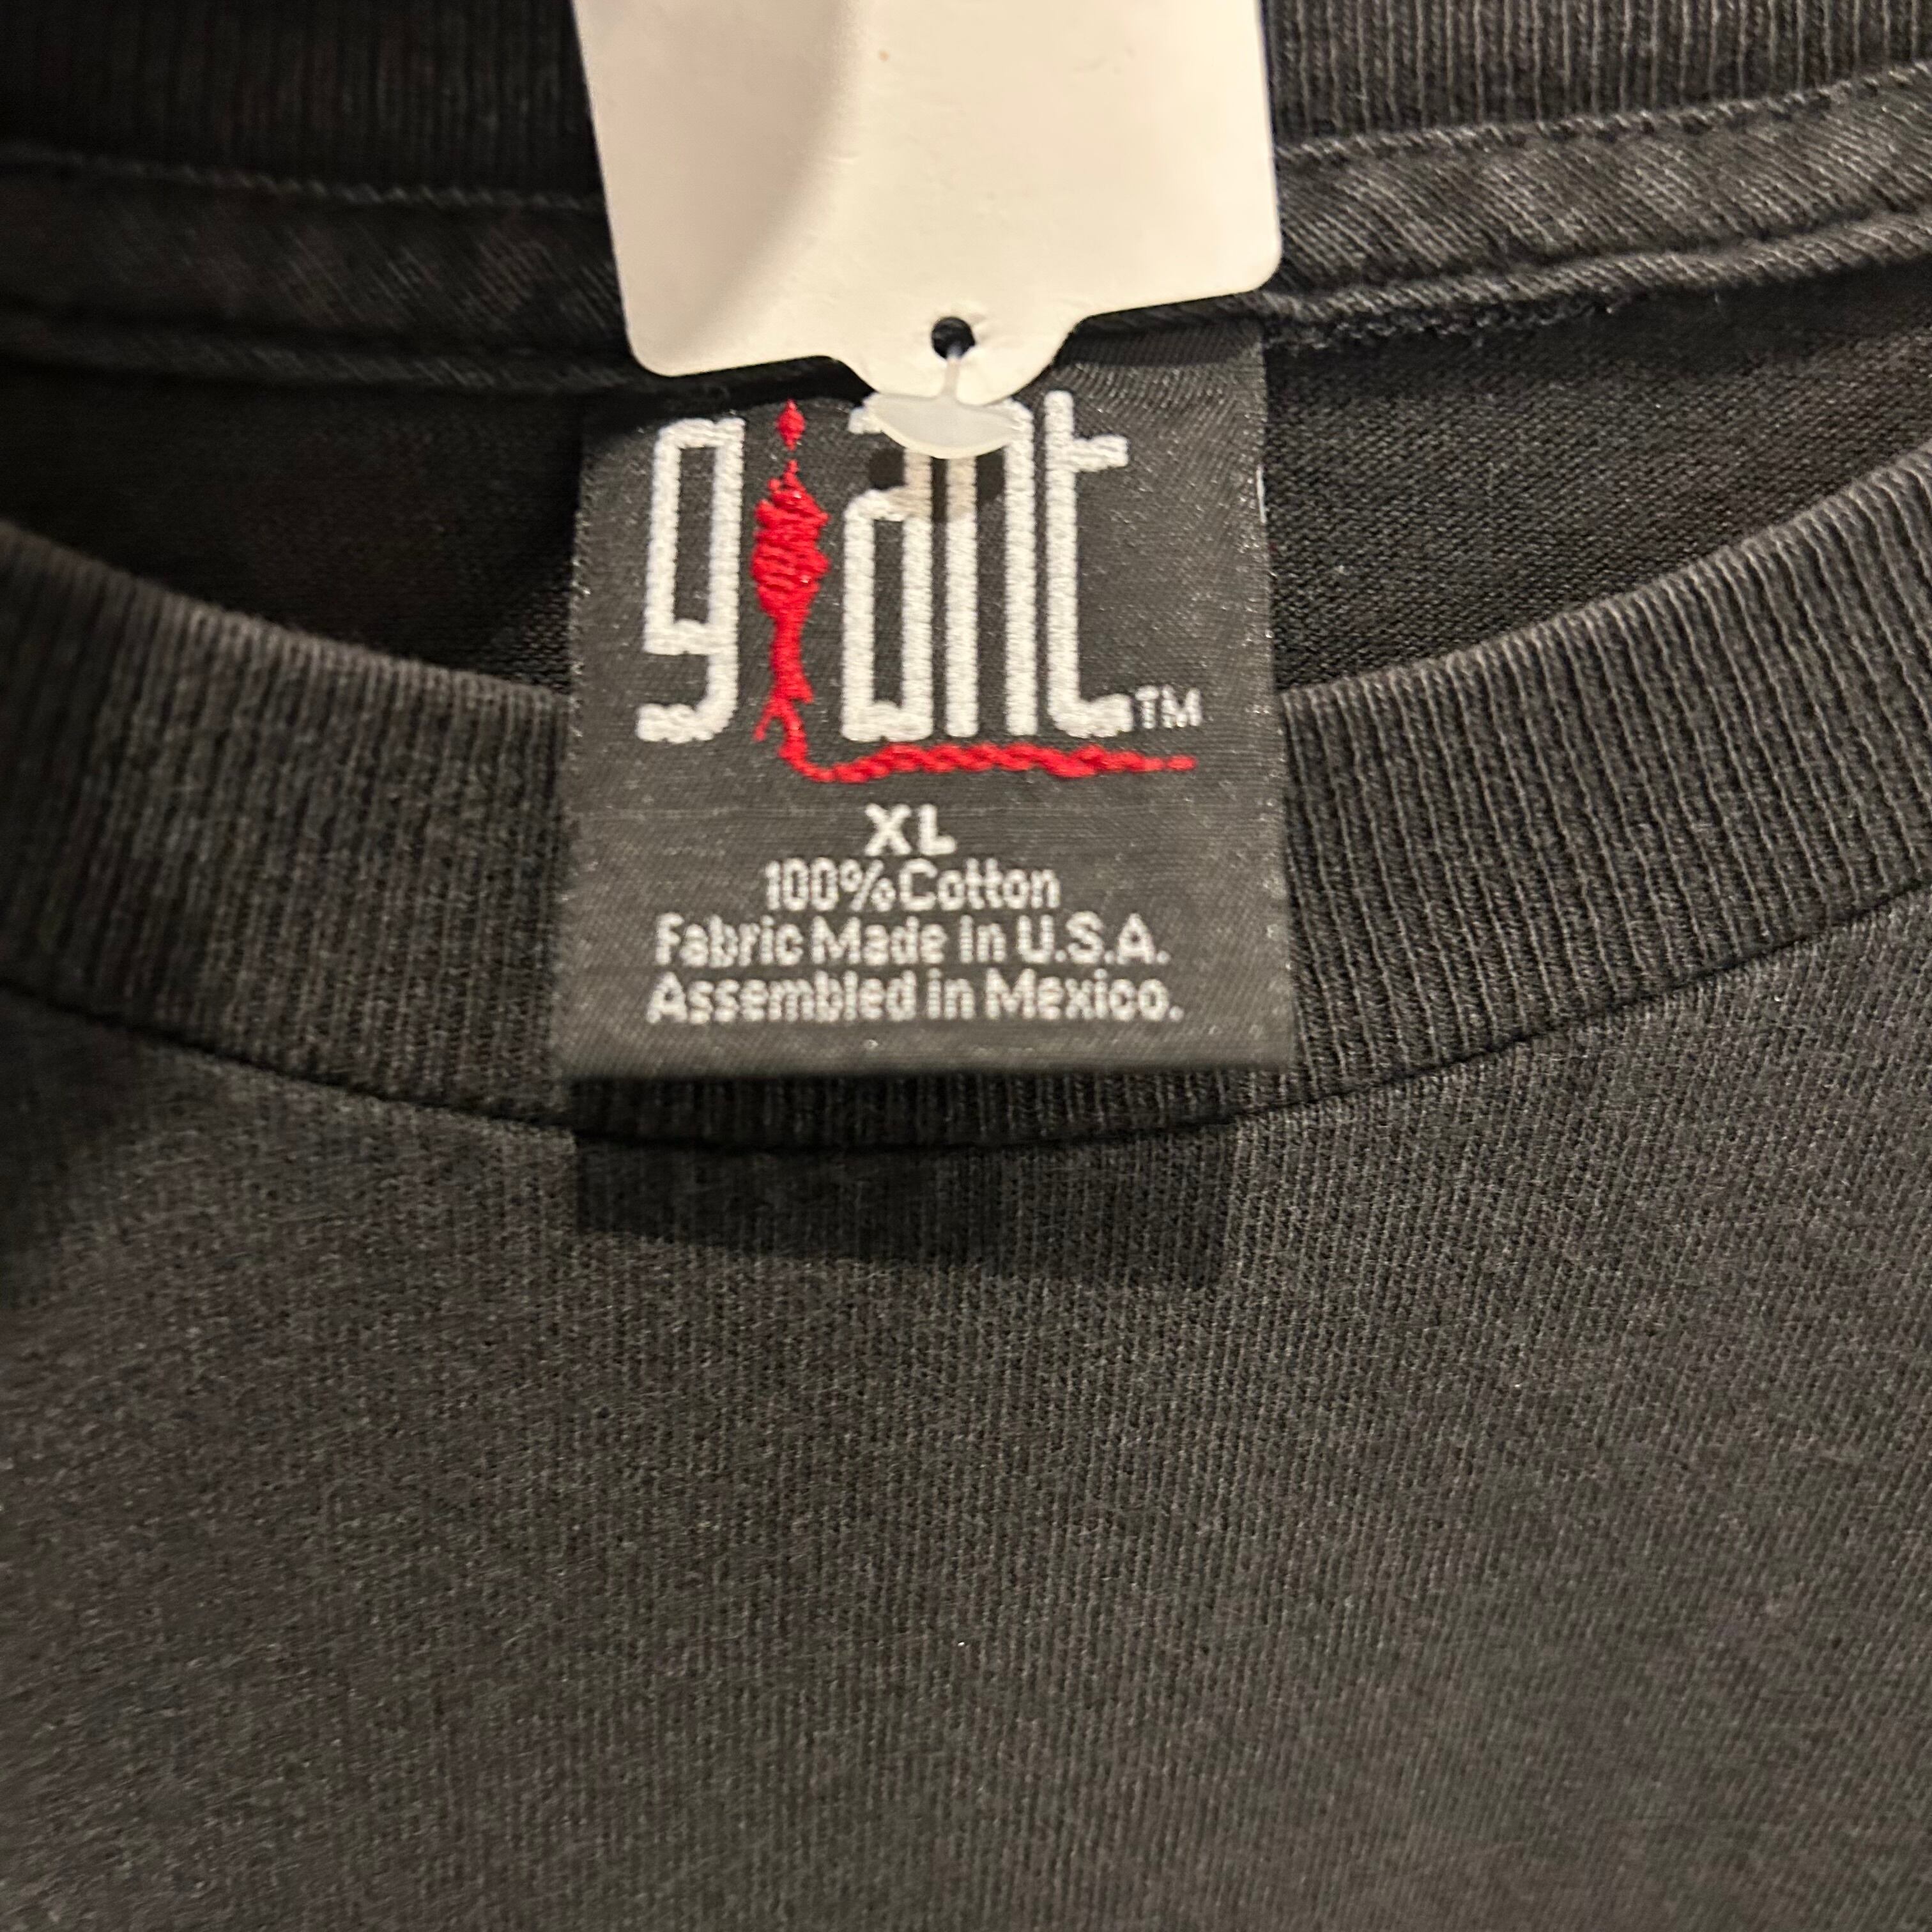 giant™
XL
100% Cotton
Fabric Made in U.S.A.
Assembled in Mexico.